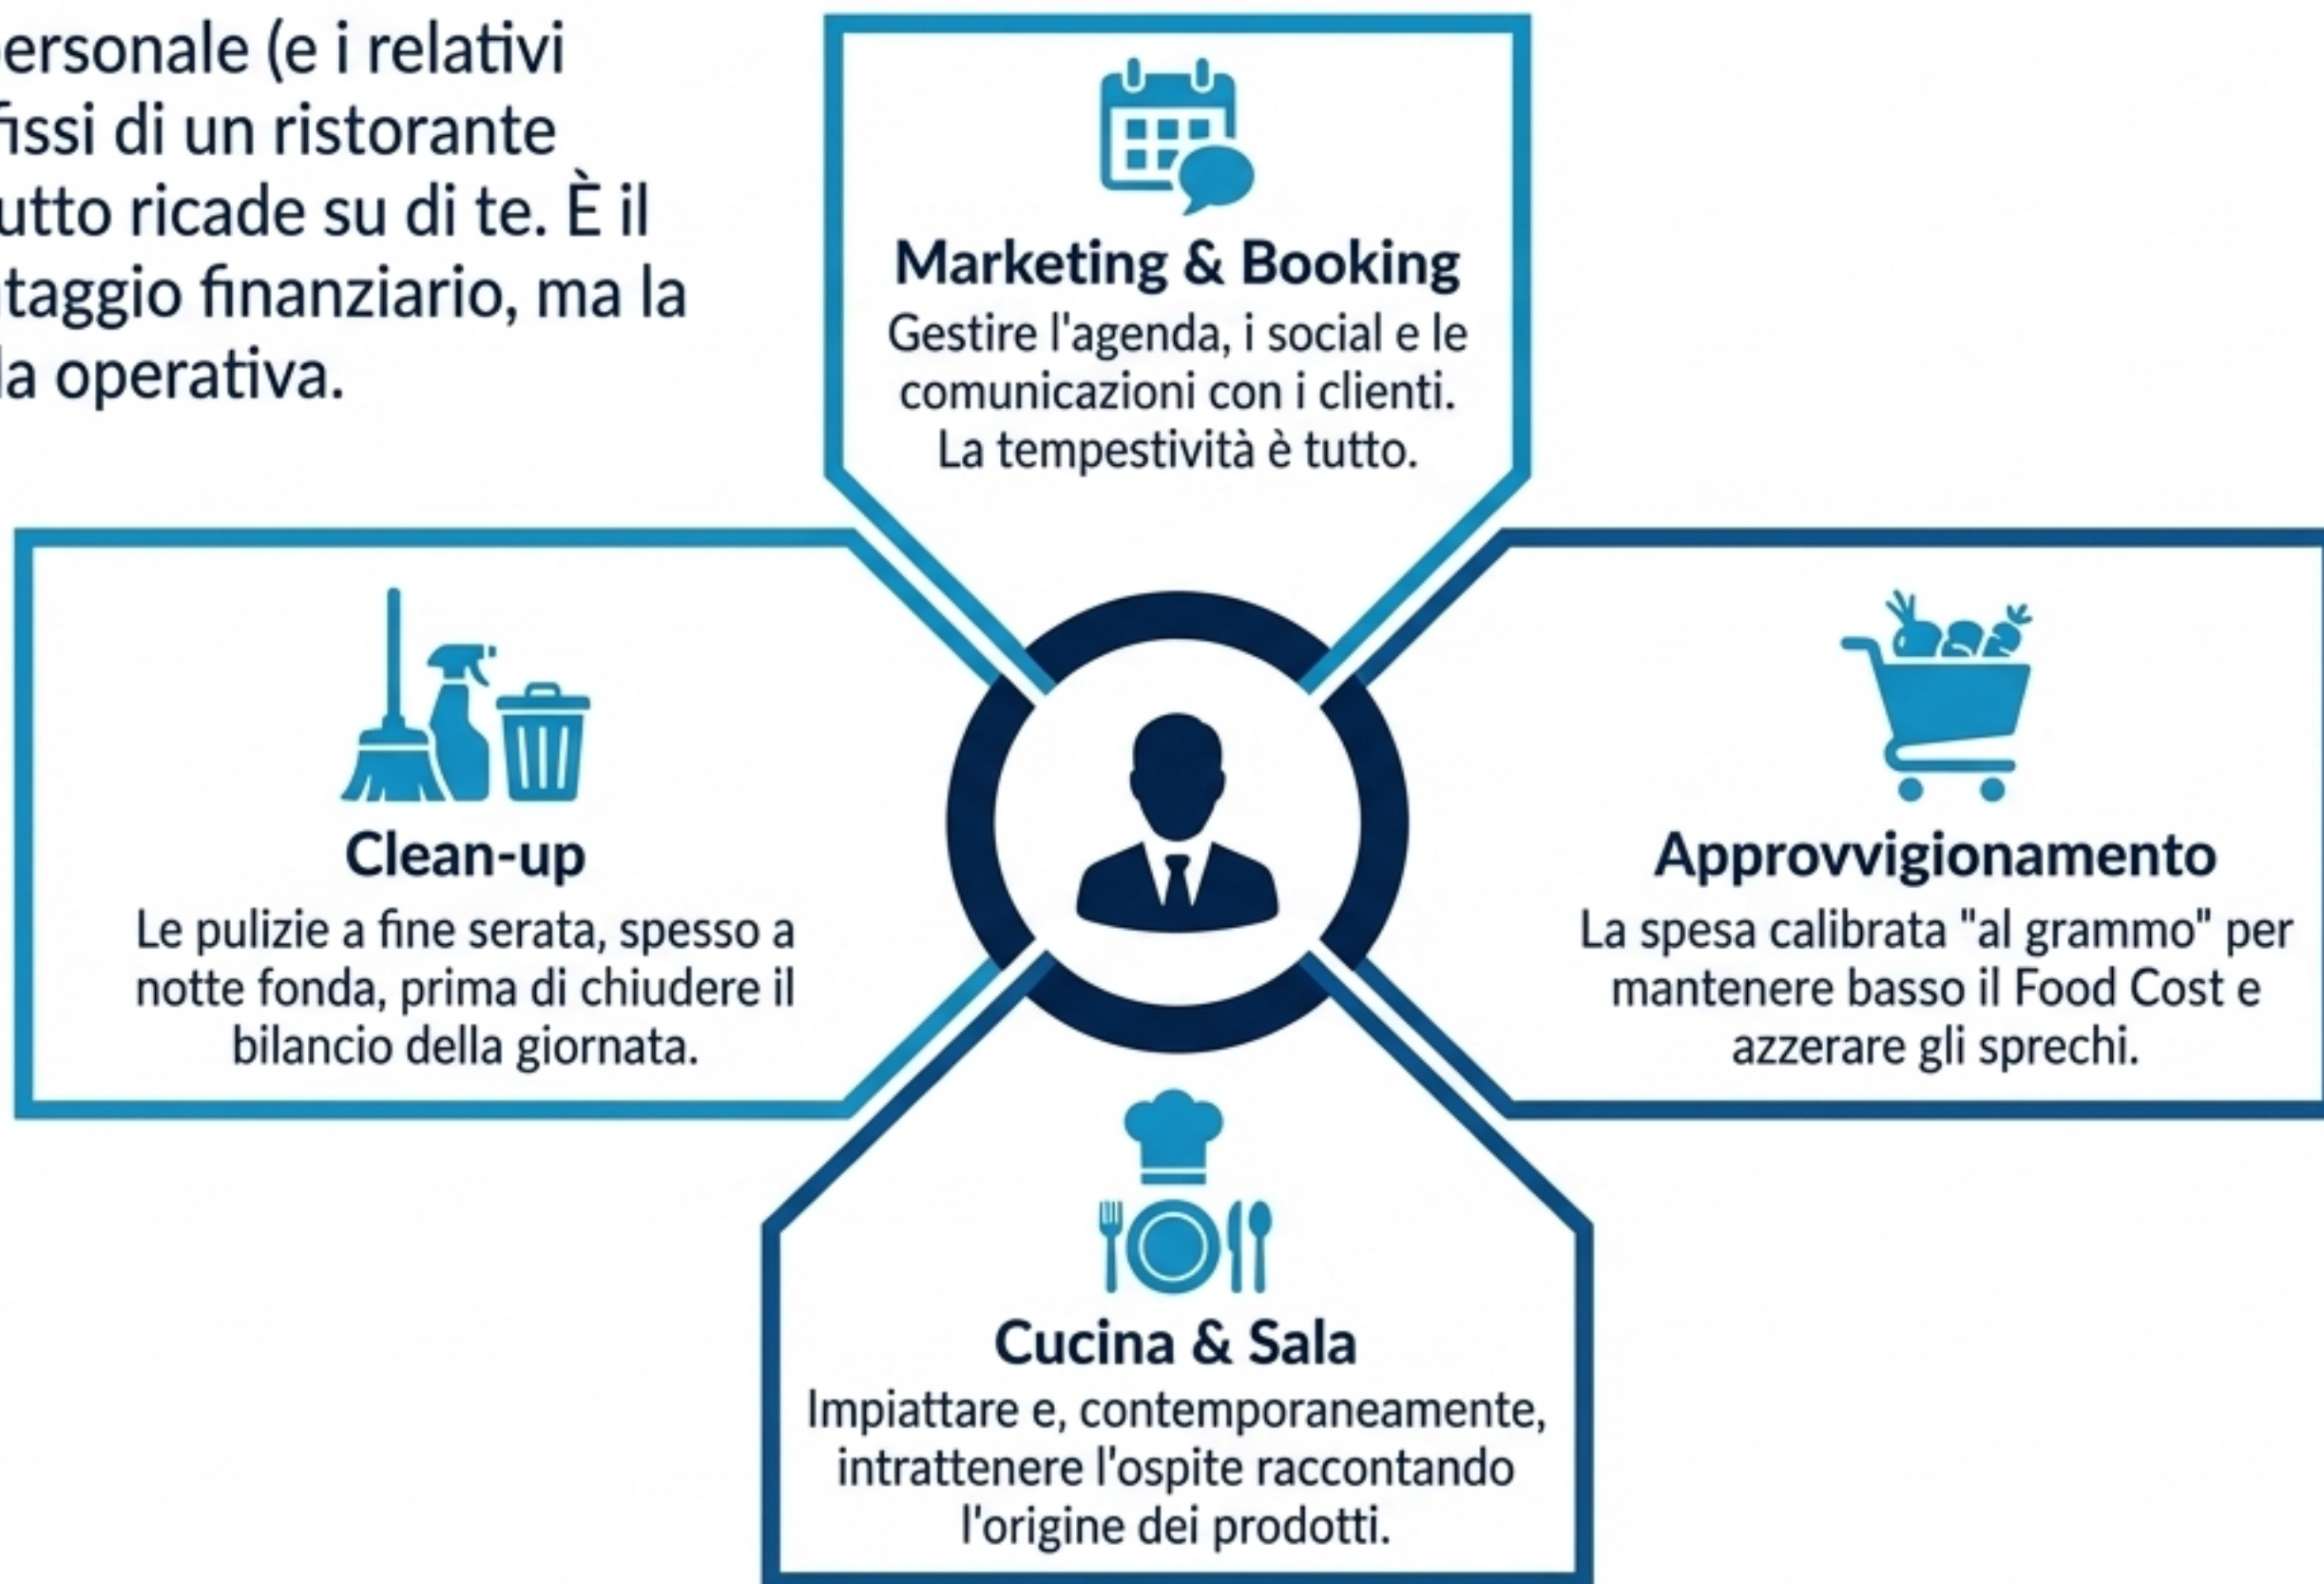 ersonale (e i relativi
fissi di un ristorante
utto ricade su di te. È il
taggio finanziario, ma la
la operativa.
Marketing & Booking
Gestire l'agenda, i social e le
comunicazioni con i clienti.
La tempestività è tutto.
Clean-up
Le pulizie a fine serata, spesso a
notte fonda, prima di chiudere il
bilancio della giornata.
Approvvigionamento
La spesa calibrata "al grammo" per
mantenere basso il Food Cost e
azzerare gli sprechi.
Cucina & Sala
Impiattare e, contemporaneamente,
intrattenere l'ospite raccontando
l'origine dei prodotti.